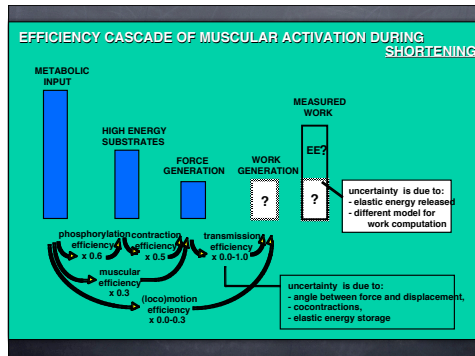 EFFICIENCY CASCADE OF MUSCULAR ACTIVATION DURING
SHORTENING
METABOLIC
INPUT
HIGH ENERGY
SUBSTRATES
FORCE
GENERATION
WORK
GENERATION
MEASURED
WORK
EE?
?
?
uncertainty is due to:
- elastic energy released
- different model for
work computation
phosphorylation
efficiency
x 0.6
contraction
efficiency
x 0.5
transmission
efficiency
x 0.0-1.0
muscular
efficiency
x 0.3
(loco)motion
efficiency
x 0.0-0.3
uncertainty is due to:
- angle between force and displacement,
- cocontractions,
- elastic energy storage